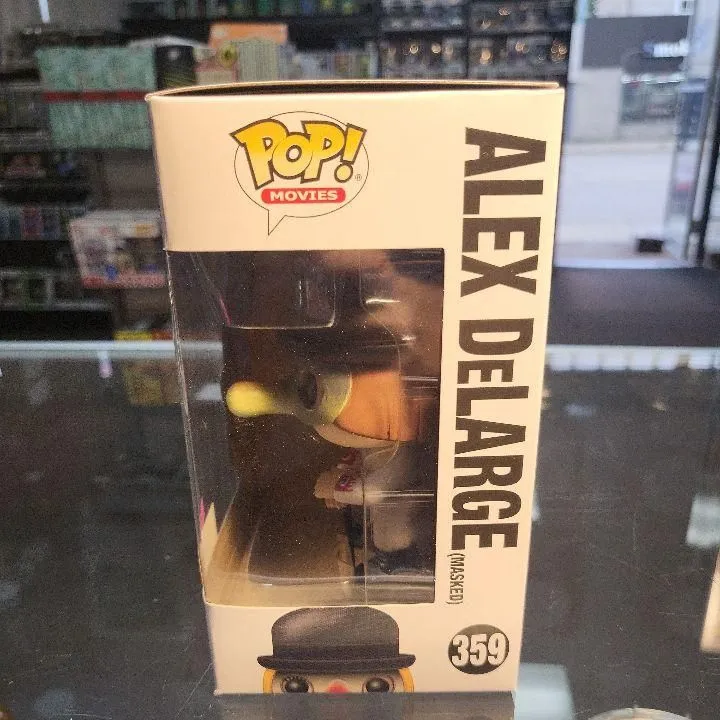 POP!
MOVIES
ALEX DeLARGE
(MASKED)
359